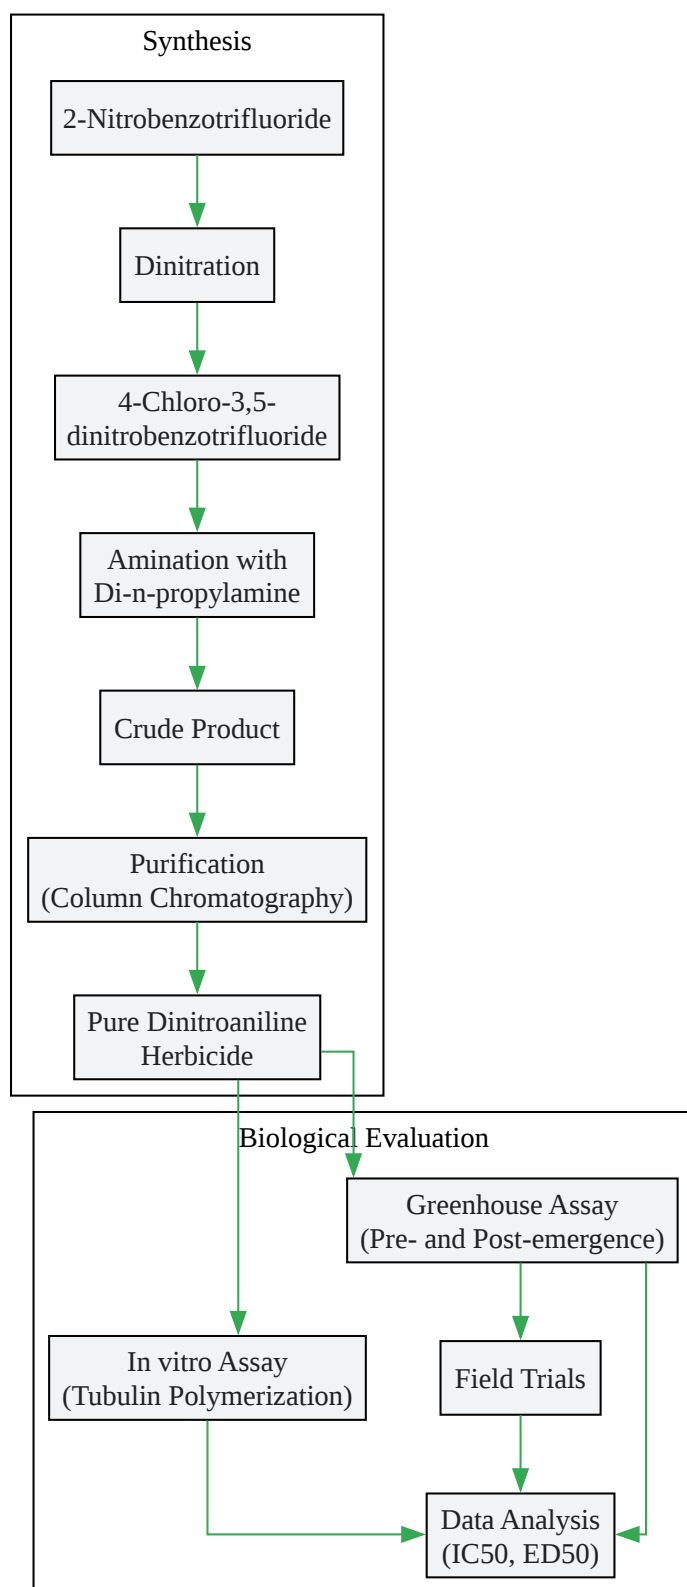 Synthesis
2-Nitrobenzotrifluoride
Dinitration
4-Chloro-3,5-
dinitrobenzotrifluoride
Amination with
Di-n-propylamine
Crude Product
Purification
(Column Chromatography)
Pure Dinitroaniline
Herbicide
Biological Evaluation
Greenhouse Assay
(Pre- and Post-emergence)
In vitro Assay
(Tubulin Polymerization)
Field Trials
Data Analysis
(IC50, ED50)